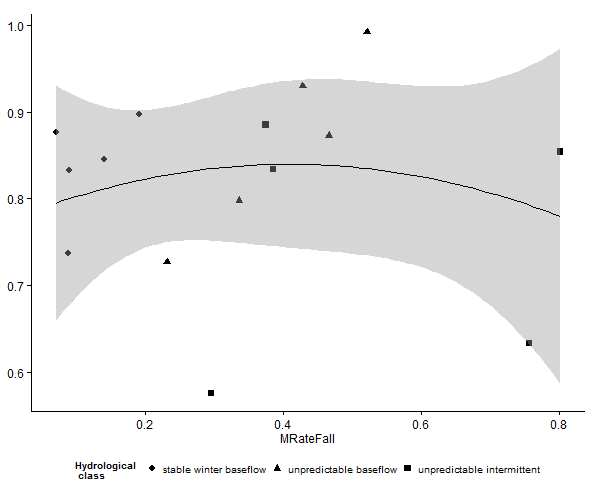 1.0
0.9
0.8
0.7
0.6
0.2 0.4 0.6 0.8
MRateFall
Hydrological
class
stable winter baseflow unpredictable baseflow unpredictable intermittent